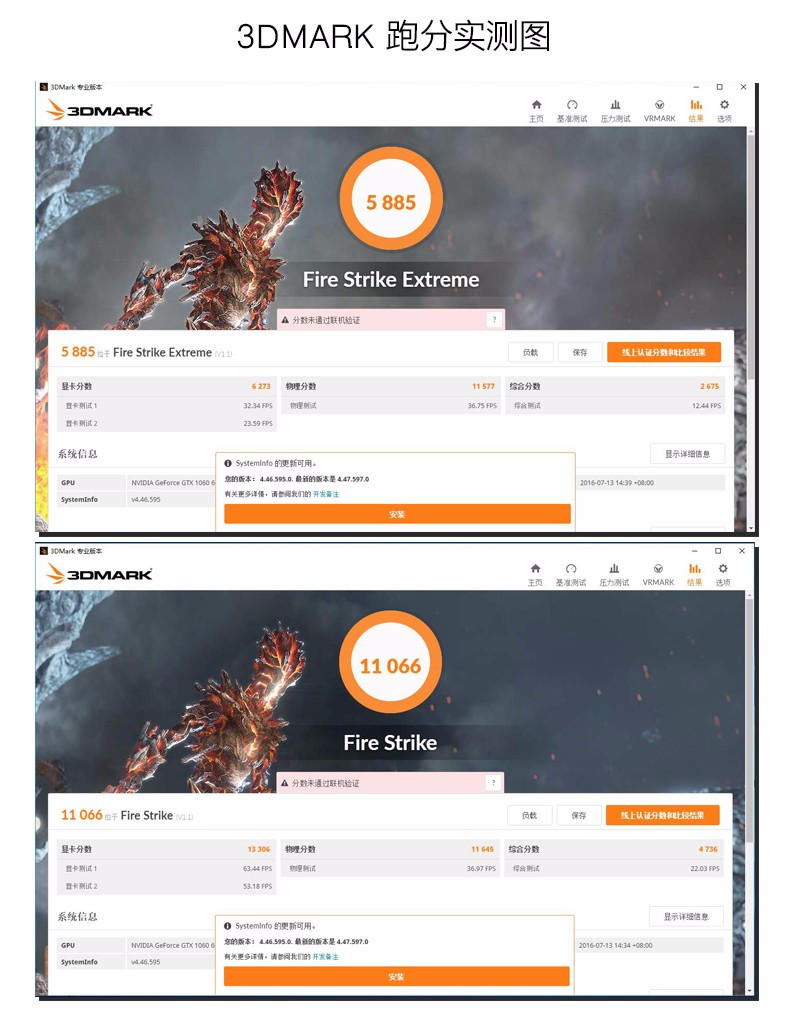 3DMARK 跑分实测图
3DMark 专业版本
3DMARK
主页 基准测试 压力测试 VRMARK 结果 选项
5 885
Fire Strike Extreme
分数未通过联机验证 ?
5 885 位于 Fire Strike Extreme (V1.1) 负载 保存 线上认证分数和比较结果
显卡分数 6 273 物理分数 11 577 综合分数 2 675
显卡测试 1 32.34 FPS 物理测试 36.75 FPS 综合测试 12.44 FPS
显卡测试 2 23.59 FPS
系统信息 显示详细信息
SystemInfo 的更新可用。
您的版本： 4.46.595.0. 最新的版本是 4.47.597.0
GPU NVIDIA GeForce GTX 1060 6 2016-07-13 14:39 +08:00
有关更多详情，请参阅我们的 开发备注
SystemInfo v4.46.595
安装
3DMark 专业版本
3DMARK
主页 基准测试 压力测试 VRMARK 结果 选项
11 066
Fire Strike
分数未通过联机验证 ?
11 066 位于 Fire Strike (V1.1) 负载 保存 线上认证分数和比较结果
显卡分数 13 306 物理分数 11 645 综合分数 4 736
显卡测试 1 63.44 FPS 物理测试 36.97 FPS 综合测试 22.03 FPS
显卡测试 2 53.18 FPS
系统信息 显示详细信息
SystemInfo 的更新可用。
您的版本： 4.46.595.0. 最新的版本是 4.47.597.0
GPU NVIDIA GeForce GTX 1060 6 2016-07-13 14:34 +08:00
有关更多详情，请参阅我们的 开发备注
SystemInfo v4.46.595
安装